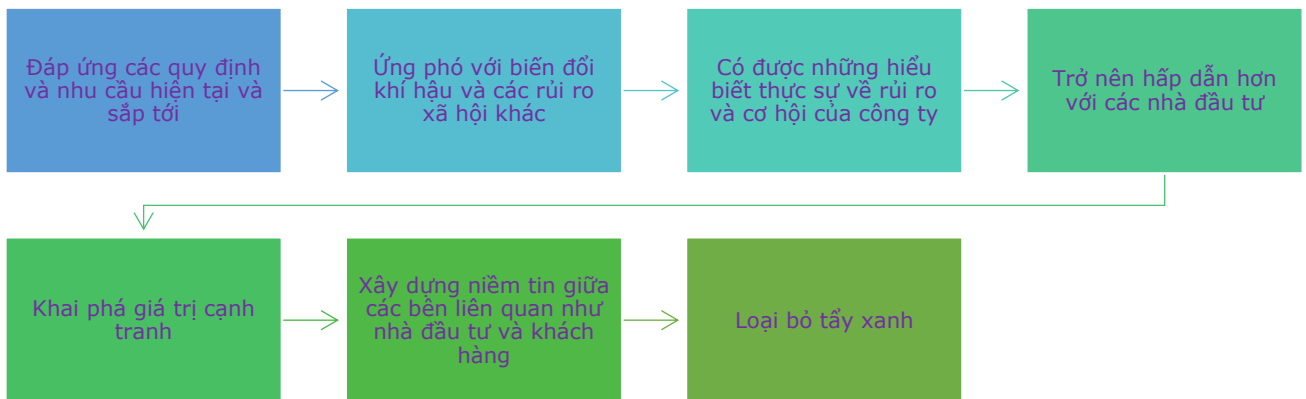 Đáp ứng các quy định
và nhu cầu hiện tại và
sắp tới
Ứng phó với biến đổi
khí hậu và các rủi ro
xã hội khác
Có được những hiểu
biết thực sự về rủi ro
và cơ hội của công ty
Trở nên hấp dẫn hơn
với các nhà đầu tư
Khai phá giá trị cạnh
tranh
Xây dựng niềm tin giữa
các bên liên quan như
nhà đầu tư và khách
hàng
Loại bỏ tẩy xanh